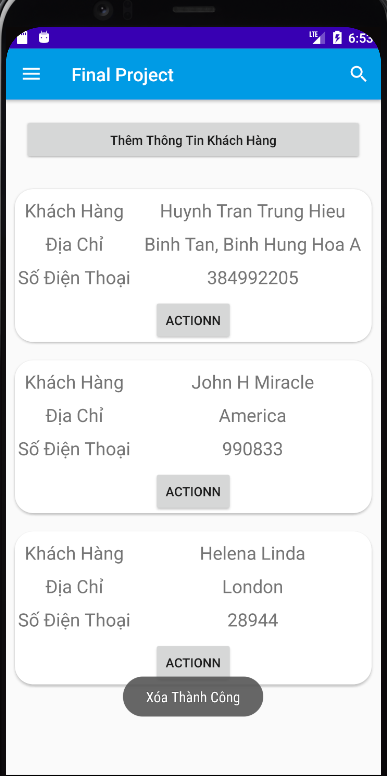 LTE 6:53
Final Project
Thêm Thông Tin Khách Hàng
Khách Hàng Huynh Tran Trung Hieu
Địa Chỉ Binh Tan, Binh Hung Hoa A
Số Điện Thoại 384992205
ACTIONN
Khách Hàng John H Miracle
Địa Chỉ America
Số Điện Thoại 990833
ACTIONN
Khách Hàng Helena Linda
Địa Chỉ London
Số Điện Thoại 28944
ACTIONN
Xóa Thành Công